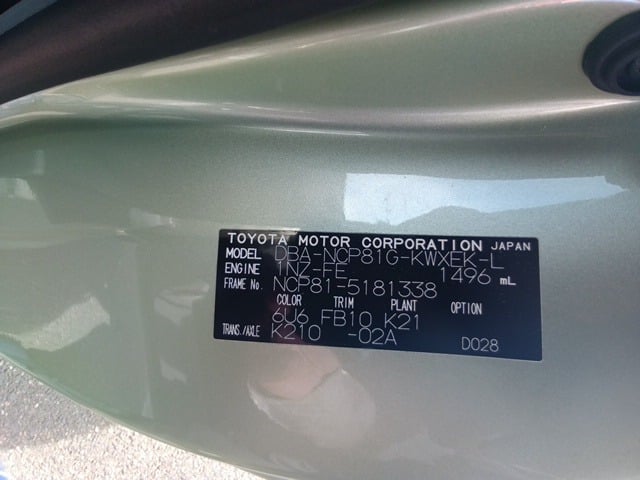 TOYOTA MOTOR CORPORATION JAPAN
MODEL DBA-NCP81G-KWXEK-L
ENGINE 1NZ-FE 1496 mL
FRAME No. NCP81-5181338
COLOR TRIM PLANT OPTION
6U6 FB10 K21
TRANS./AXLE K210 -02A
D028